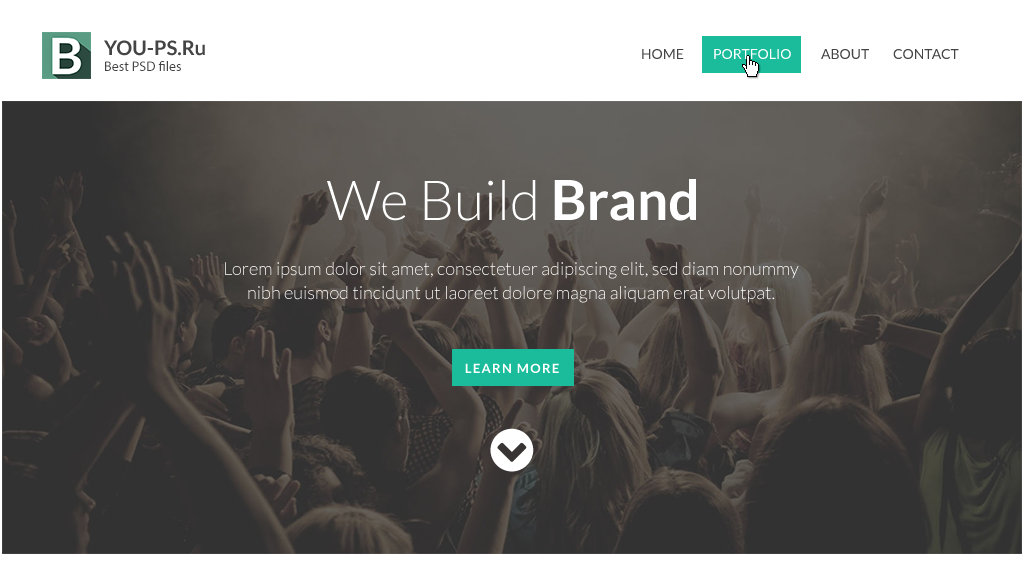 B
YOU-PS.Ru
Best PSD files
HOME PORTFOLIO ABOUT CONTACT
We Build Brand
Lorem ipsum dolor sit amet, consectetuer adipiscing elit, sed diam nonummy
nibh euismod tincidunt ut laoreet dolore magna aliquam erat volutpat.
LEARN MORE